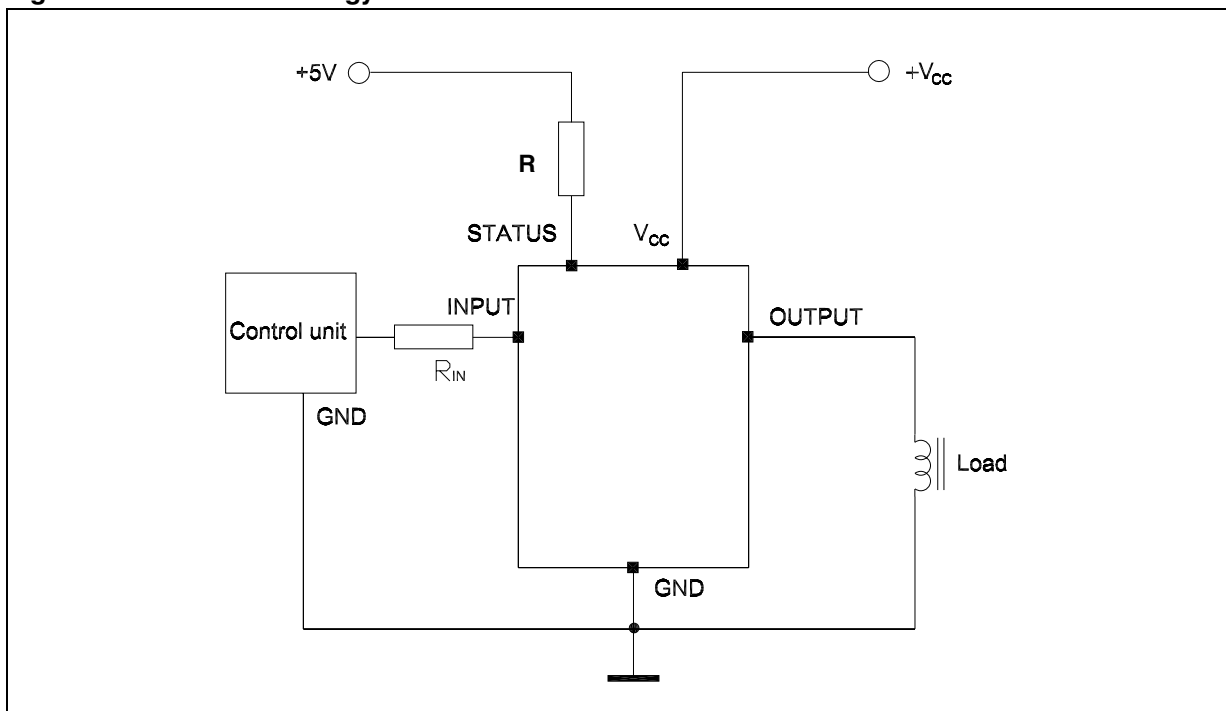 +5V
+VCC
R
STATUS
VCC
INPUT
OUTPUT
Control unit
RIN
GND
Load
GND